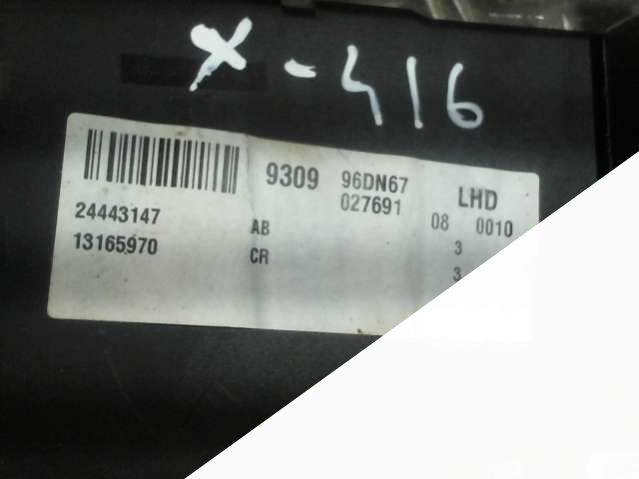 X-416
9309 96DN67 LHD
027691
24443147 AB 08 0010
13165970 CR 3
3